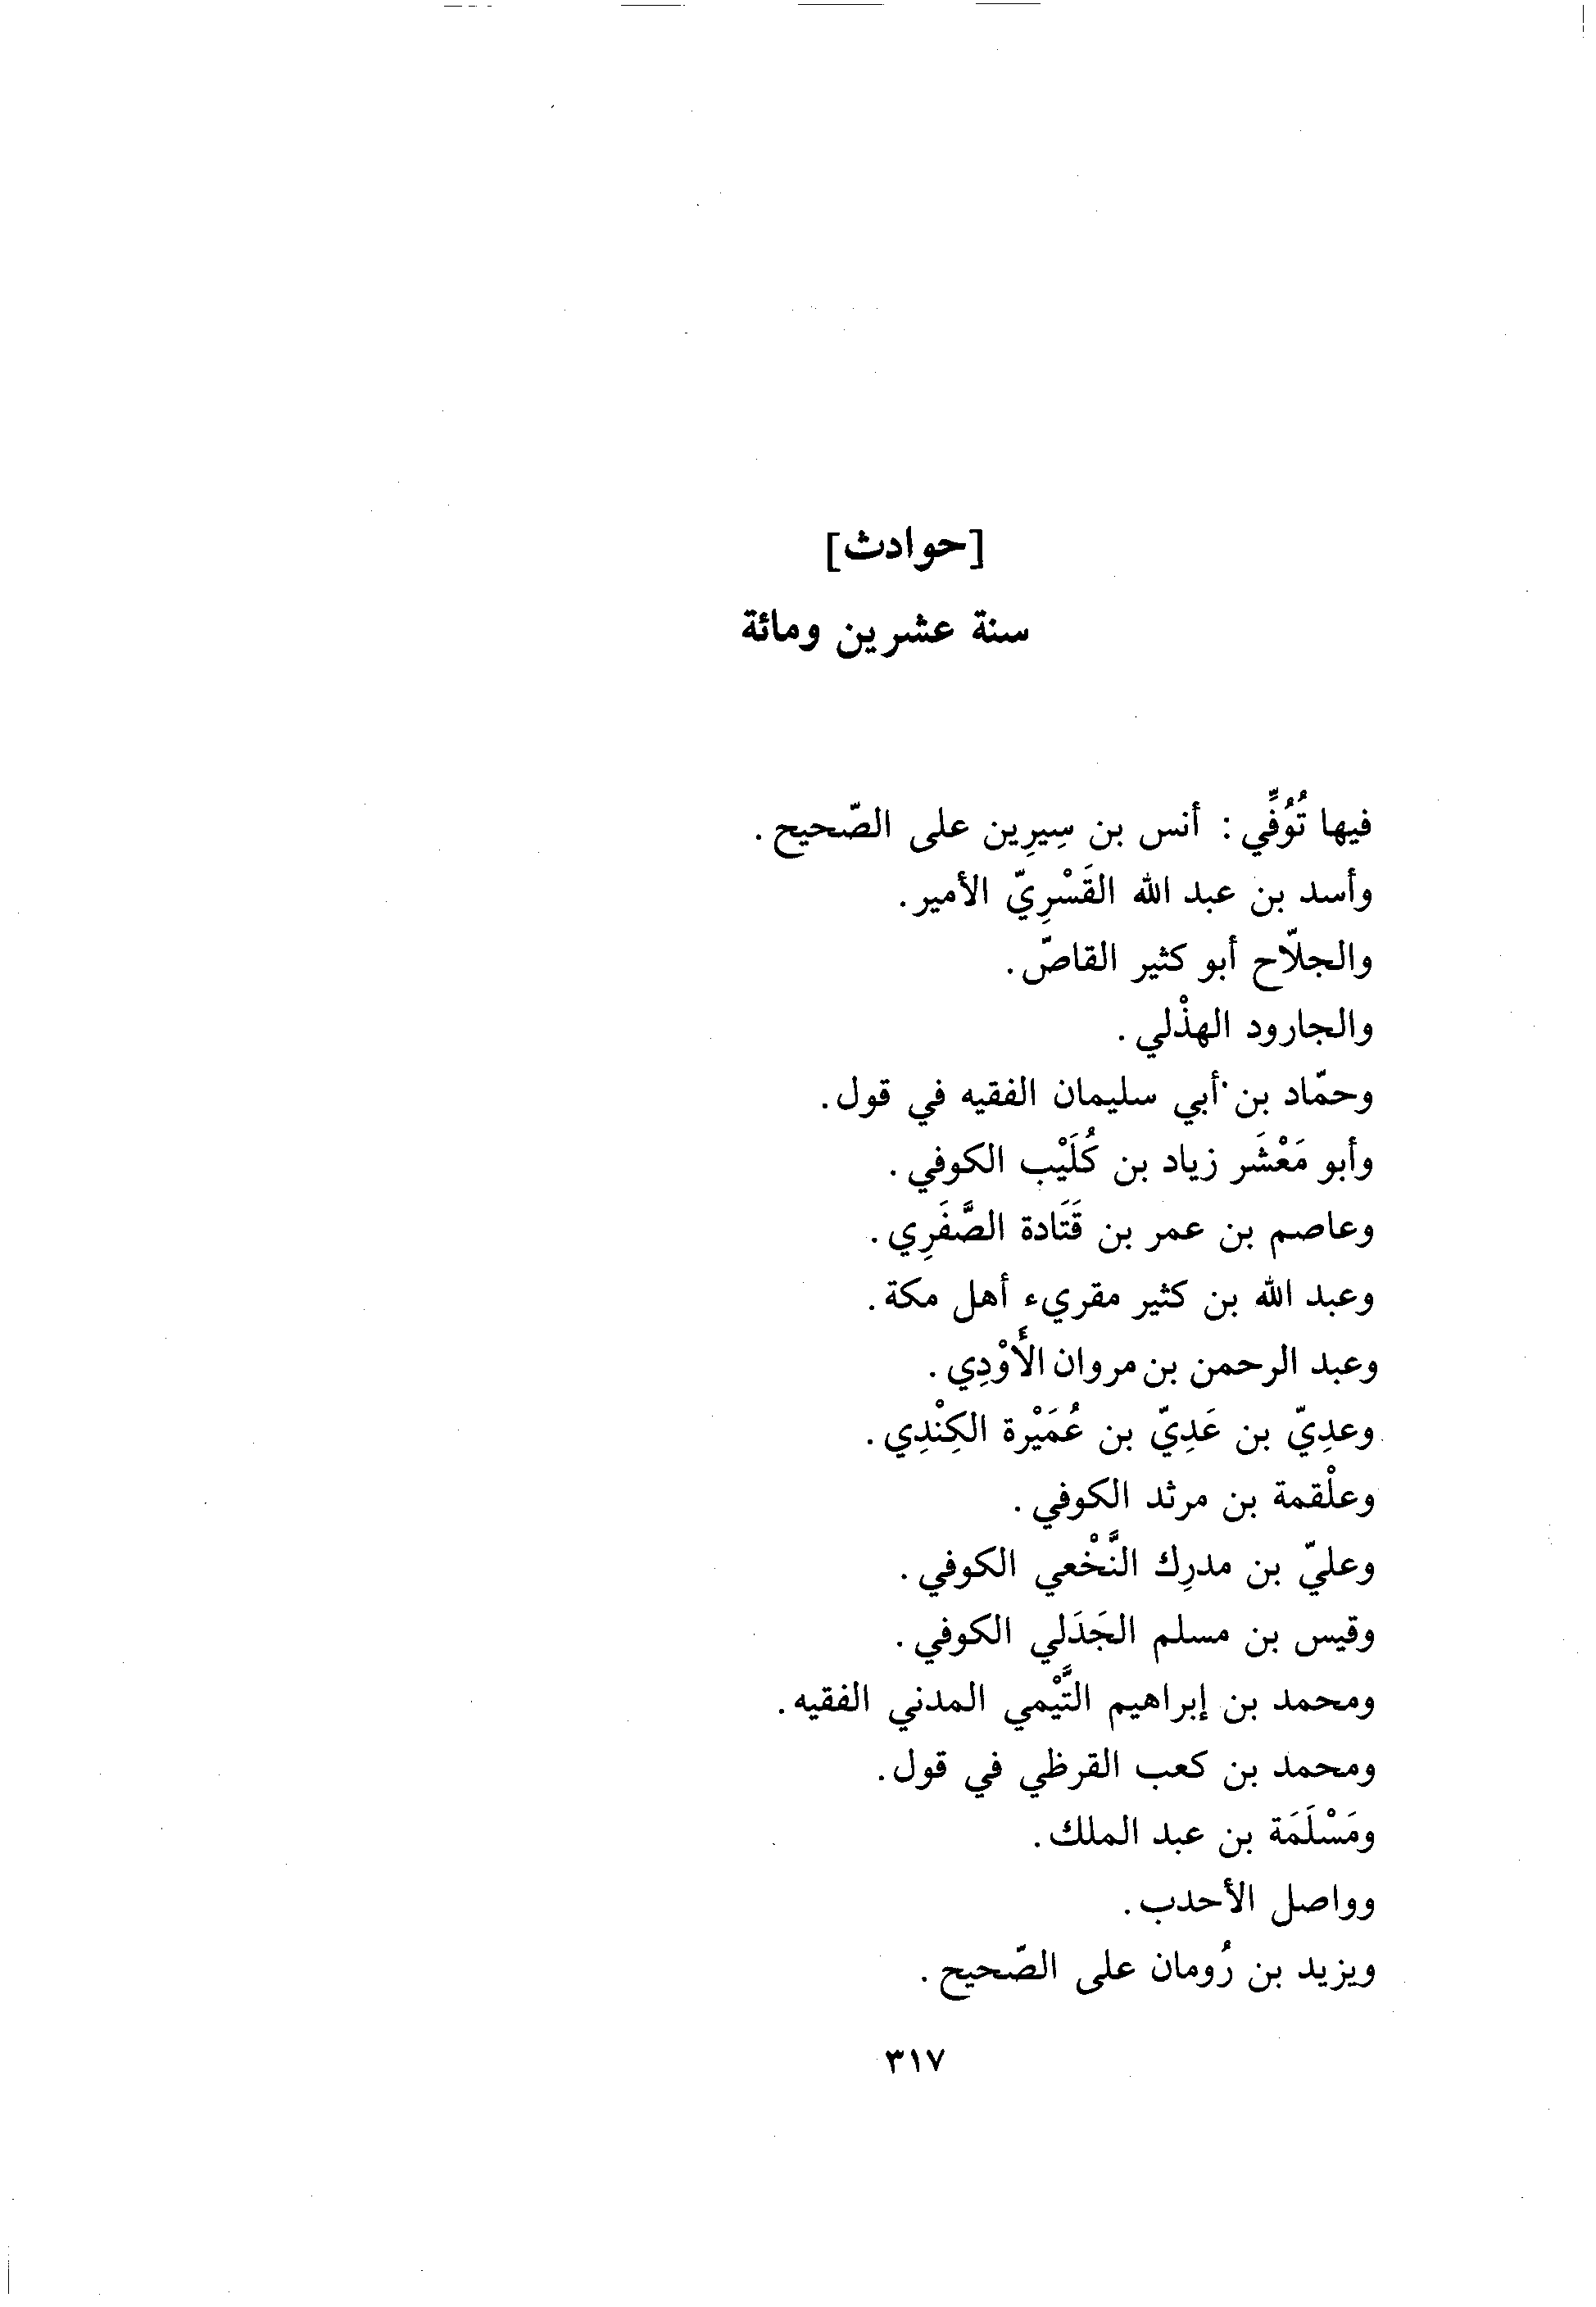 [حوادث]
سنة عشرين ومائة
فيها تُوُفِّي : أنس بن سِيرِين على الصّحيح .
وأسد بن عبد الله القَسْرِيّ الأمير .
والجلّاح أبو كثير القاصّ .
والجارود الهذْلي .
وحمّاد بن أبي سليمان الفقيه في قول .
وأبو مَعْشَر زياد بن كُلَيْب الكوفي .
وعاصم بن عمر بن قَتَادة الصَّفَرِي .
وعبد الله بن كثير مقريء أهل مكة .
وعبد الرحمن بن مروان الأَوْدِي .
وعدِيّ بن عَدِيّ بن عُمَيْرة الكِنْدِي .
وعلْقمة بن مرثد الكوفي .
وعليّ بن مدرِك النَّخْعي الكوفي .
وقيس بن مسلم الجَدَلي الكوفي .
ومحمد بن إبراهيم التَّيْمي المدني الفقيه .
ومحمد بن كعب القرظي في قول .
ومَسْلَمَة بن عبد الملك .
وواصل الأحدب .
ويزيد بن رُومان على الصّحيح .
٣١٧